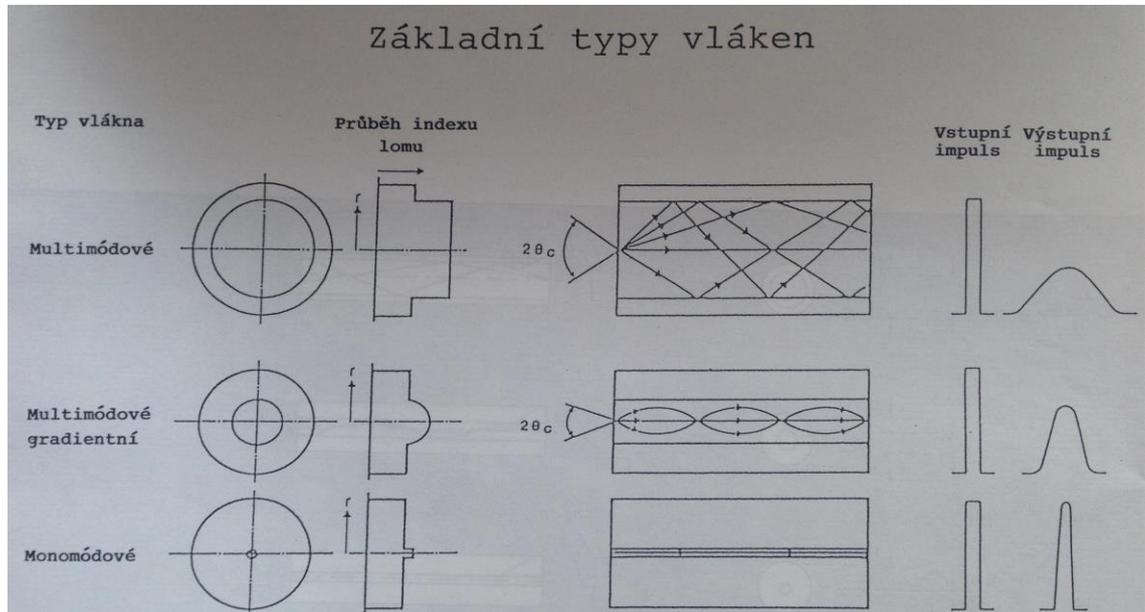 Základní typy vláken
Typ vlákna
Průběh indexu
lomu
Vstupní
impuls
Výstupní
impuls
r
Multimódové
2θc
r
Multimódové
gradientní
2θc
r
Monomódové